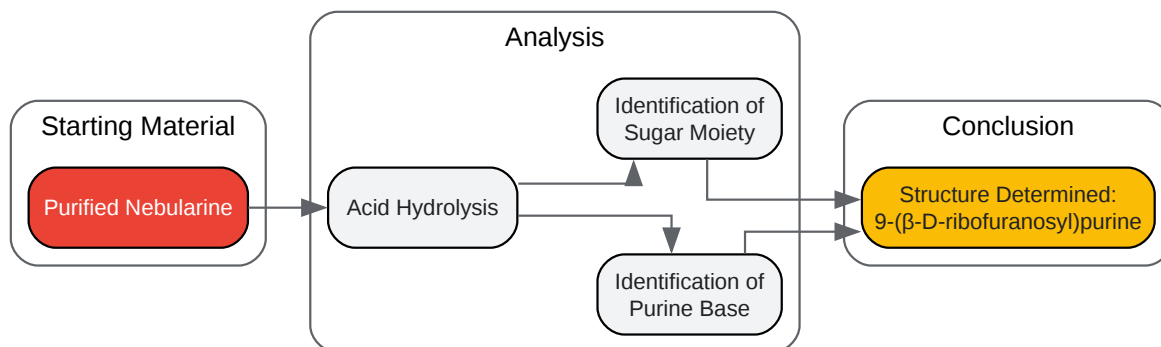 Analysis
Starting Material
Purified Nebularine
Acid Hydrolysis
Identification of
Sugar Moiety
Identification of
Purine Base
Conclusion
Structure Determined:
9-(β-D-ribofuranosyl)purine